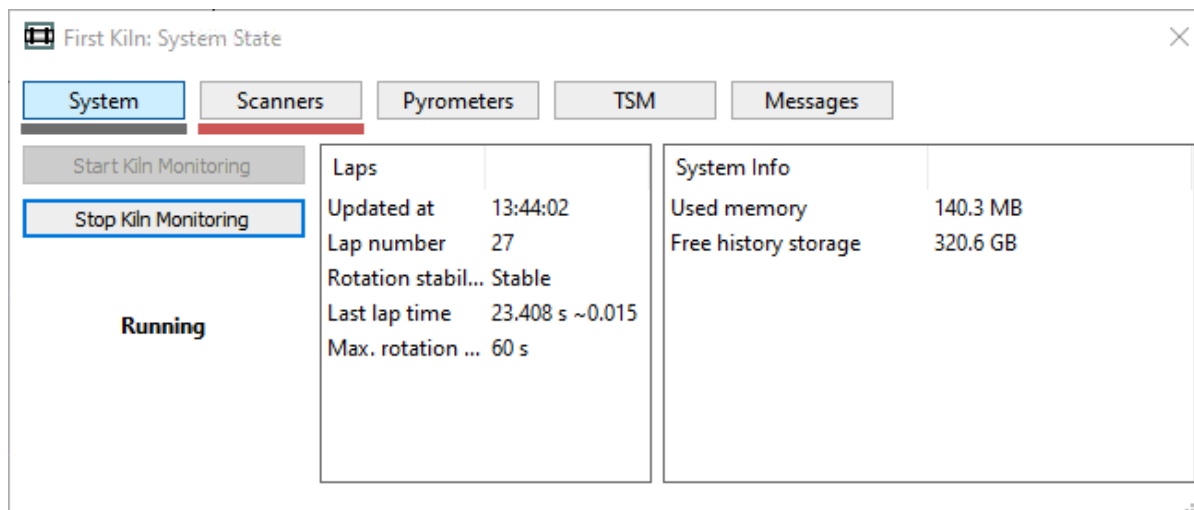 First Kiln: System State
System Scanners Pyrometers TSM Messages
Start Kiln Monitoring
Stop Kiln Monitoring
Running
Laps
Updated at 13:44:02
Lap number 27
Rotation stabil... Stable
Last lap time 23.408 s ~0.015
Max. rotation ... 60 s
System Info
Used memory 140.3 MB
Free history storage 320.6 GB